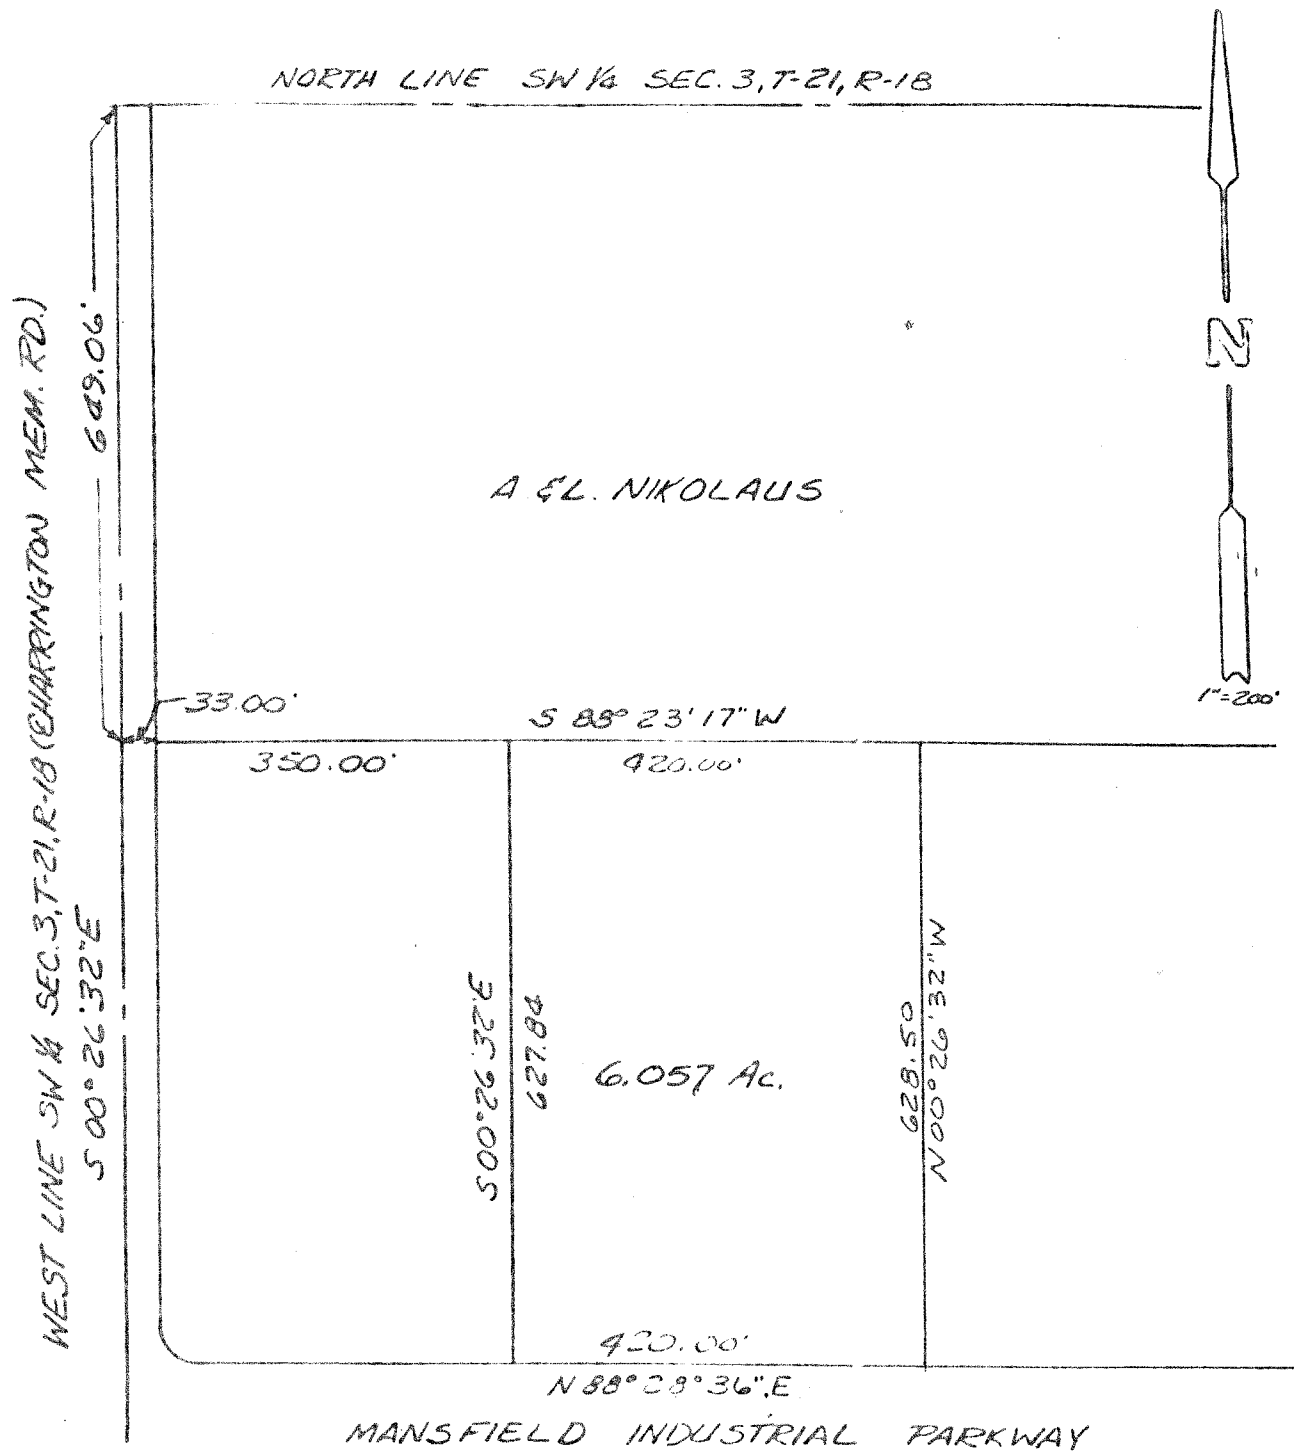 NORTH LINE SW 1/4 SEC. 3, T-21, R-18
N
1"=200'
WEST LINE SW 1/4 SEC. 3, T-21, R-18 (CHARRINGTON MEM. RD.)
S 00° 26' 32" E
649.06'
A & L. NIKOLAUS
33.00'
S 88° 23' 17" W
350.00'
420.00'
S 00° 26' 32" E
627.84
6.057 Ac.
628.50
N 00° 26' 32" W
420.00'
N 88° 28' 36" E
MANSFIELD INDUSTRIAL PARKWAY